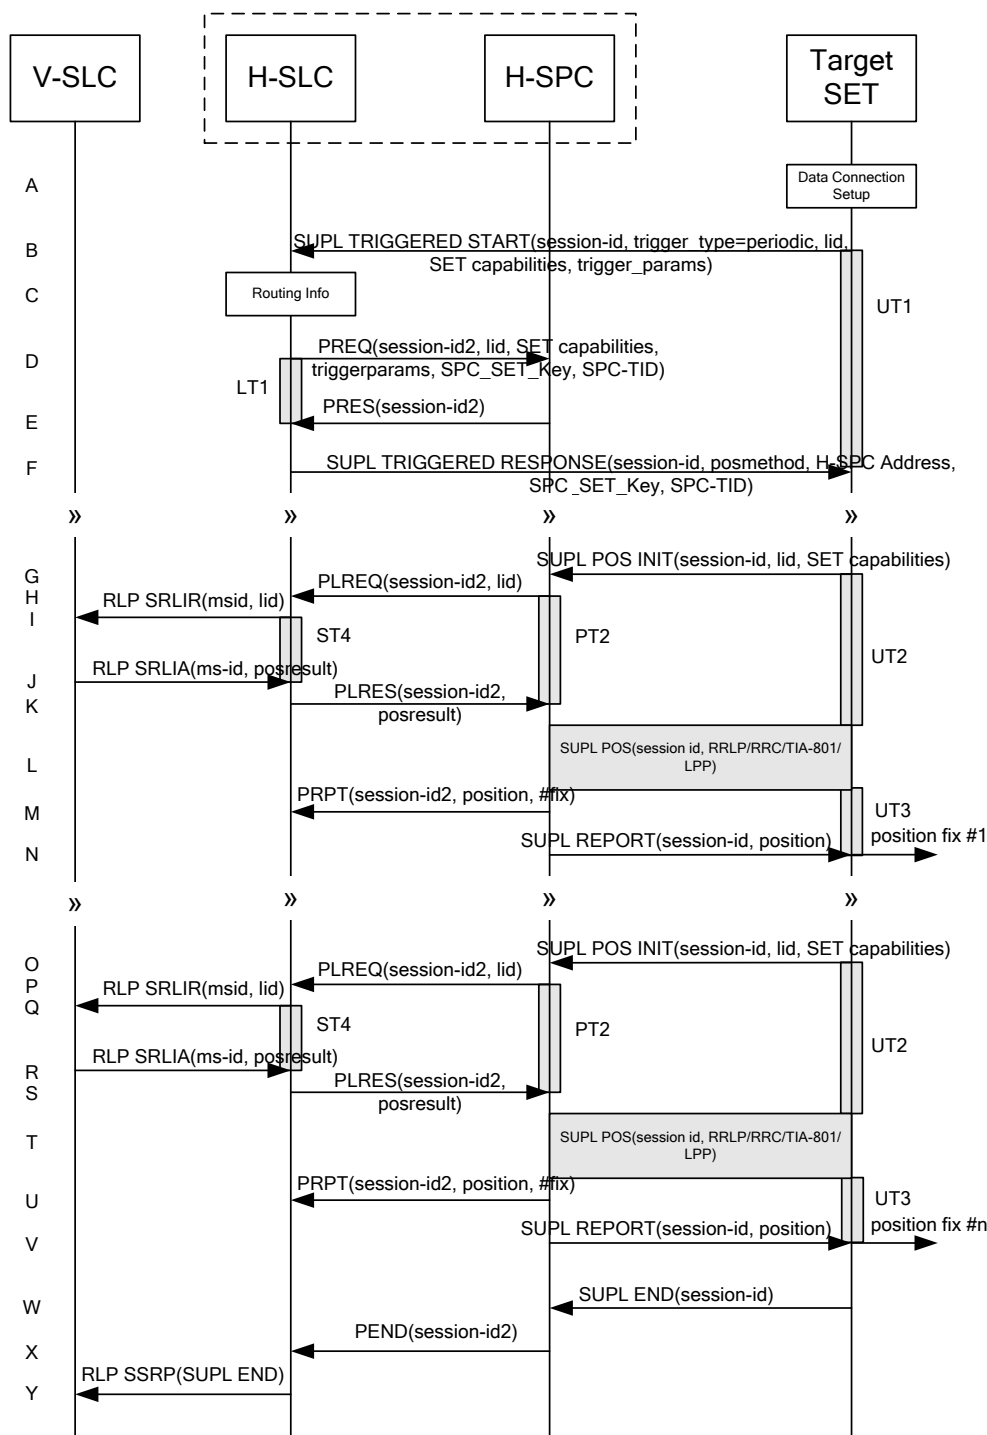 V-SLC
H-SLC
H-SPC
Target
SET
A
Data Connection
Setup
B
SUPL TRIGGERED START(session-id, trigger_type=periodic, lid,
SET capabilities, trigger_params)
C
Routing Info
UT1
D
PREQ(session-id2, lid, SET capabilities,
triggerparams, SPC_SET_Key, SPC-TID)
LT1
E
PRES(session-id2)
F
SUPL TRIGGERED RESPONSE(session-id, posmethod, H-SPC Address,
SPC_SET_Key, SPC-TID)
» » » »
G
SUPL POS INIT(session-id, lid, SET capabilities)
H
PLREQ(session-id2, lid)
I
RLP SRLIR(msid, lid)
ST4
PT2
UT2
J
RLP SRLIA(ms-id, posresult)
K
PLRES(session-id2,
posresult)
L
SUPL POS(session id, RRLP/RRC/TIA-801/
LPP)
M
PRPT(session-id2, position, #fix)
UT3
position fix #1
N
SUPL REPORT(session-id, position)
» » » »
O
SUPL POS INIT(session-id, lid, SET capabilities)
P
PLREQ(session-id2, lid)
Q
RLP SRLIR(msid, lid)
ST4
PT2
UT2
R
RLP SRLIA(ms-id, posresult)
S
PLRES(session-id2,
posresult)
T
SUPL POS(session id, RRLP/RRC/TIA-801/
LPP)
U
PRPT(session-id2, position, #fix)
UT3
position fix #n
V
SUPL REPORT(session-id, position)
W
SUPL END(session-id)
X
PEND(session-id2)
Y
RLP SSRP(SUPL END)